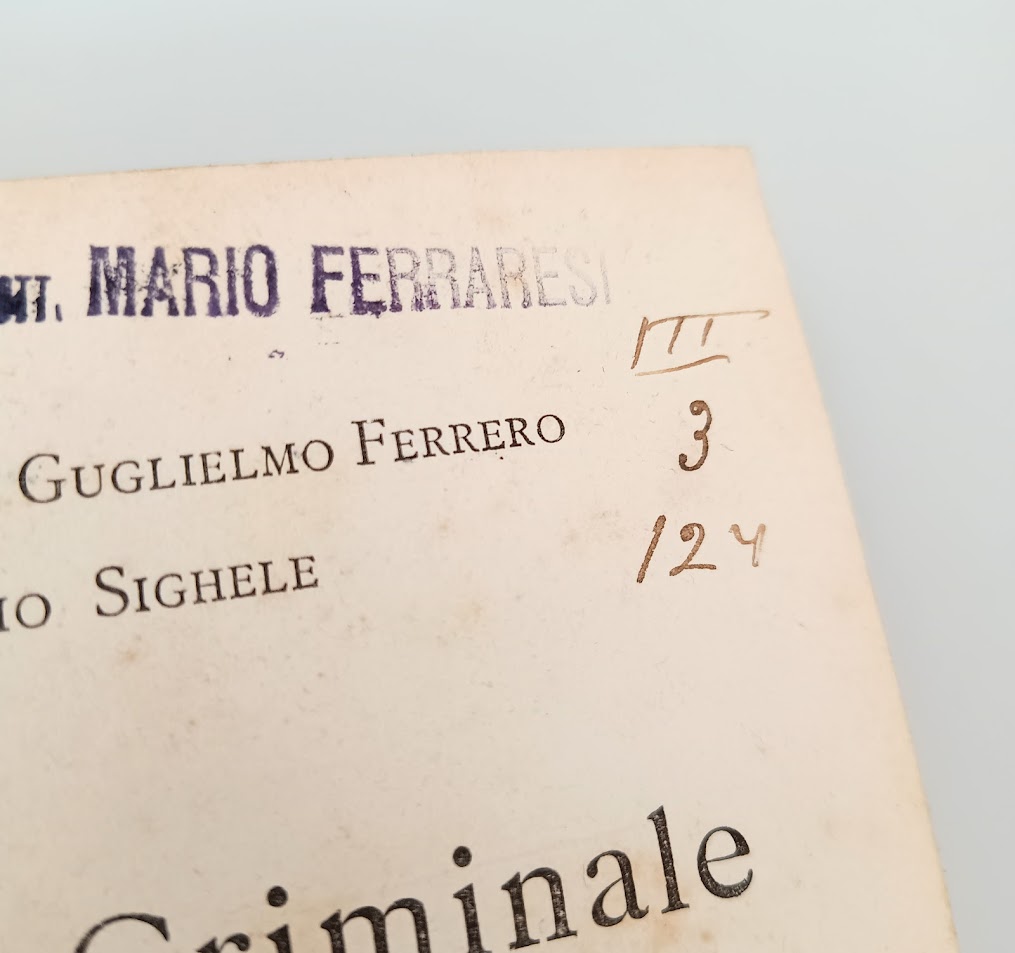 MARIO FERRARESI
III
GUGLIELMO FERRERO
3
124
SIGHELE
Criminale